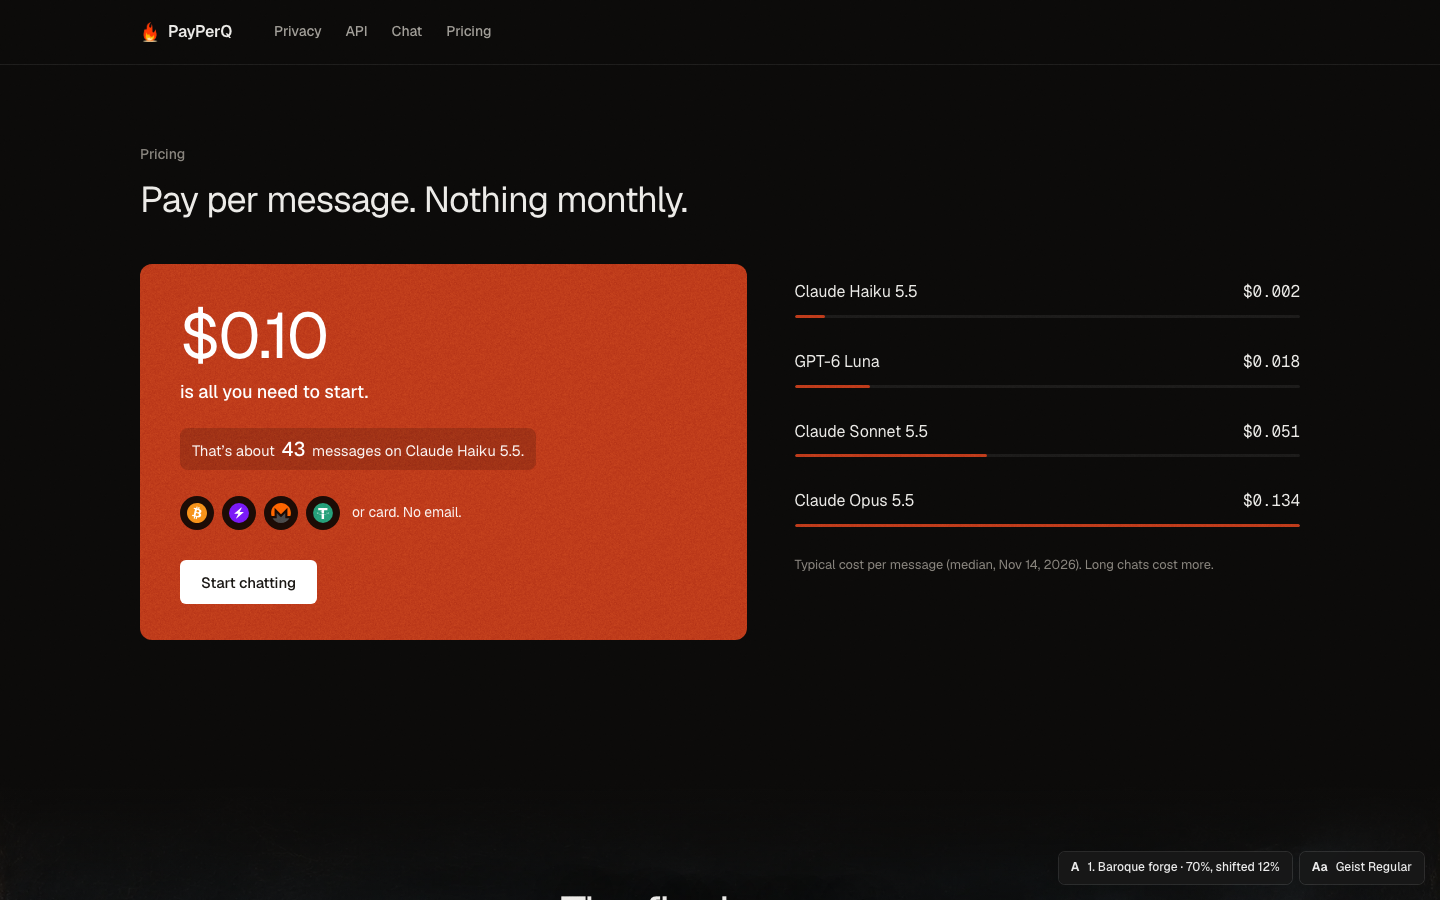 PayPerQ Privacy API Chat Pricing
Pricing
Pay per message. Nothing monthly.
$0.10
is all you need to start.
That's about 43 messages on Claude Haiku 5.5.
or card. No email.
Start chatting
Claude Haiku 5.5 $0.002
GPT-6 Luna $0.018
Claude Sonnet 5.5 $0.051
Claude Opus 5.5 $0.134
Typical cost per message (median, Nov 14, 2026). Long chats cost more.
A 1. Baroque forge · 70%, shifted 12% Aa Geist Regular